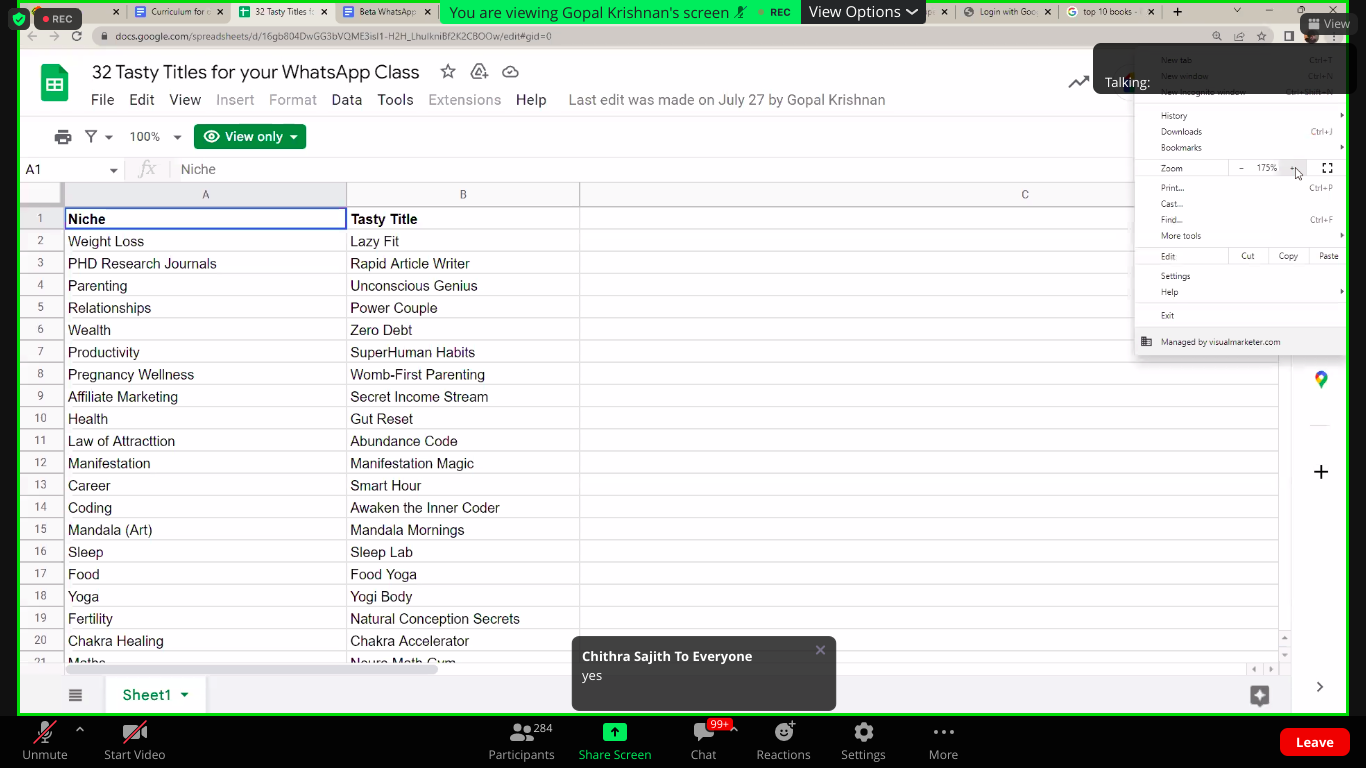 REC
Curriculum for c
32 Tasty Titles f
Beta WhatsApp
You are viewing Gopal Krishnan's screen
REC
View Options
Login with Goo
top 10 books -
View
docs.google.com/spreadsheets/d/16gb804DwGG3bVQME3isI1-H2H_LhulkniBf2K2CBOOw/edit#gid=0
32 Tasty Titles for your WhatsApp Class
Talking:
New tab Ctrl+T
New window Ctrl+N
New Incognito window Ctrl+Shift+N
File Edit View Insert Format Data Tools Extensions Help Last edit was made on July 27 by Gopal Krishnan
History
Downloads Ctrl+J
Bookmarks
Zoom - 175% +
Print... Ctrl+P
Cast...
Find... Ctrl+F
More tools
Edit Cut Copy Paste
Settings
Help
Exit
Managed by visualmarketer.com
100% View only
A1 fx Niche
A B C
1 Niche Tasty Title
2 Weight Loss Lazy Fit
3 PHD Research Journals Rapid Article Writer
4 Parenting Unconscious Genius
5 Relationships Power Couple
6 Wealth Zero Debt
7 Productivity SuperHuman Habits
8 Pregnancy Wellness Womb-First Parenting
9 Affiliate Marketing Secret Income Stream
10 Health Gut Reset
11 Law of Attracttion Abundance Code
12 Manifestation Manifestation Magic
13 Career Smart Hour
14 Coding Awaken the Inner Coder
15 Mandala (Art) Mandala Mornings
16 Sleep Sleep Lab
17 Food Food Yoga
18 Yoga Yogi Body
19 Fertility Natural Conception Secrets
20 Chakra Healing Chakra Accelerator
21 Maths Neuro Math Gym
Chithra Sajith To Everyone
yes
Sheet1
284
99+
Unmute Start Video Participants Share Screen Chat Reactions Settings More Leave